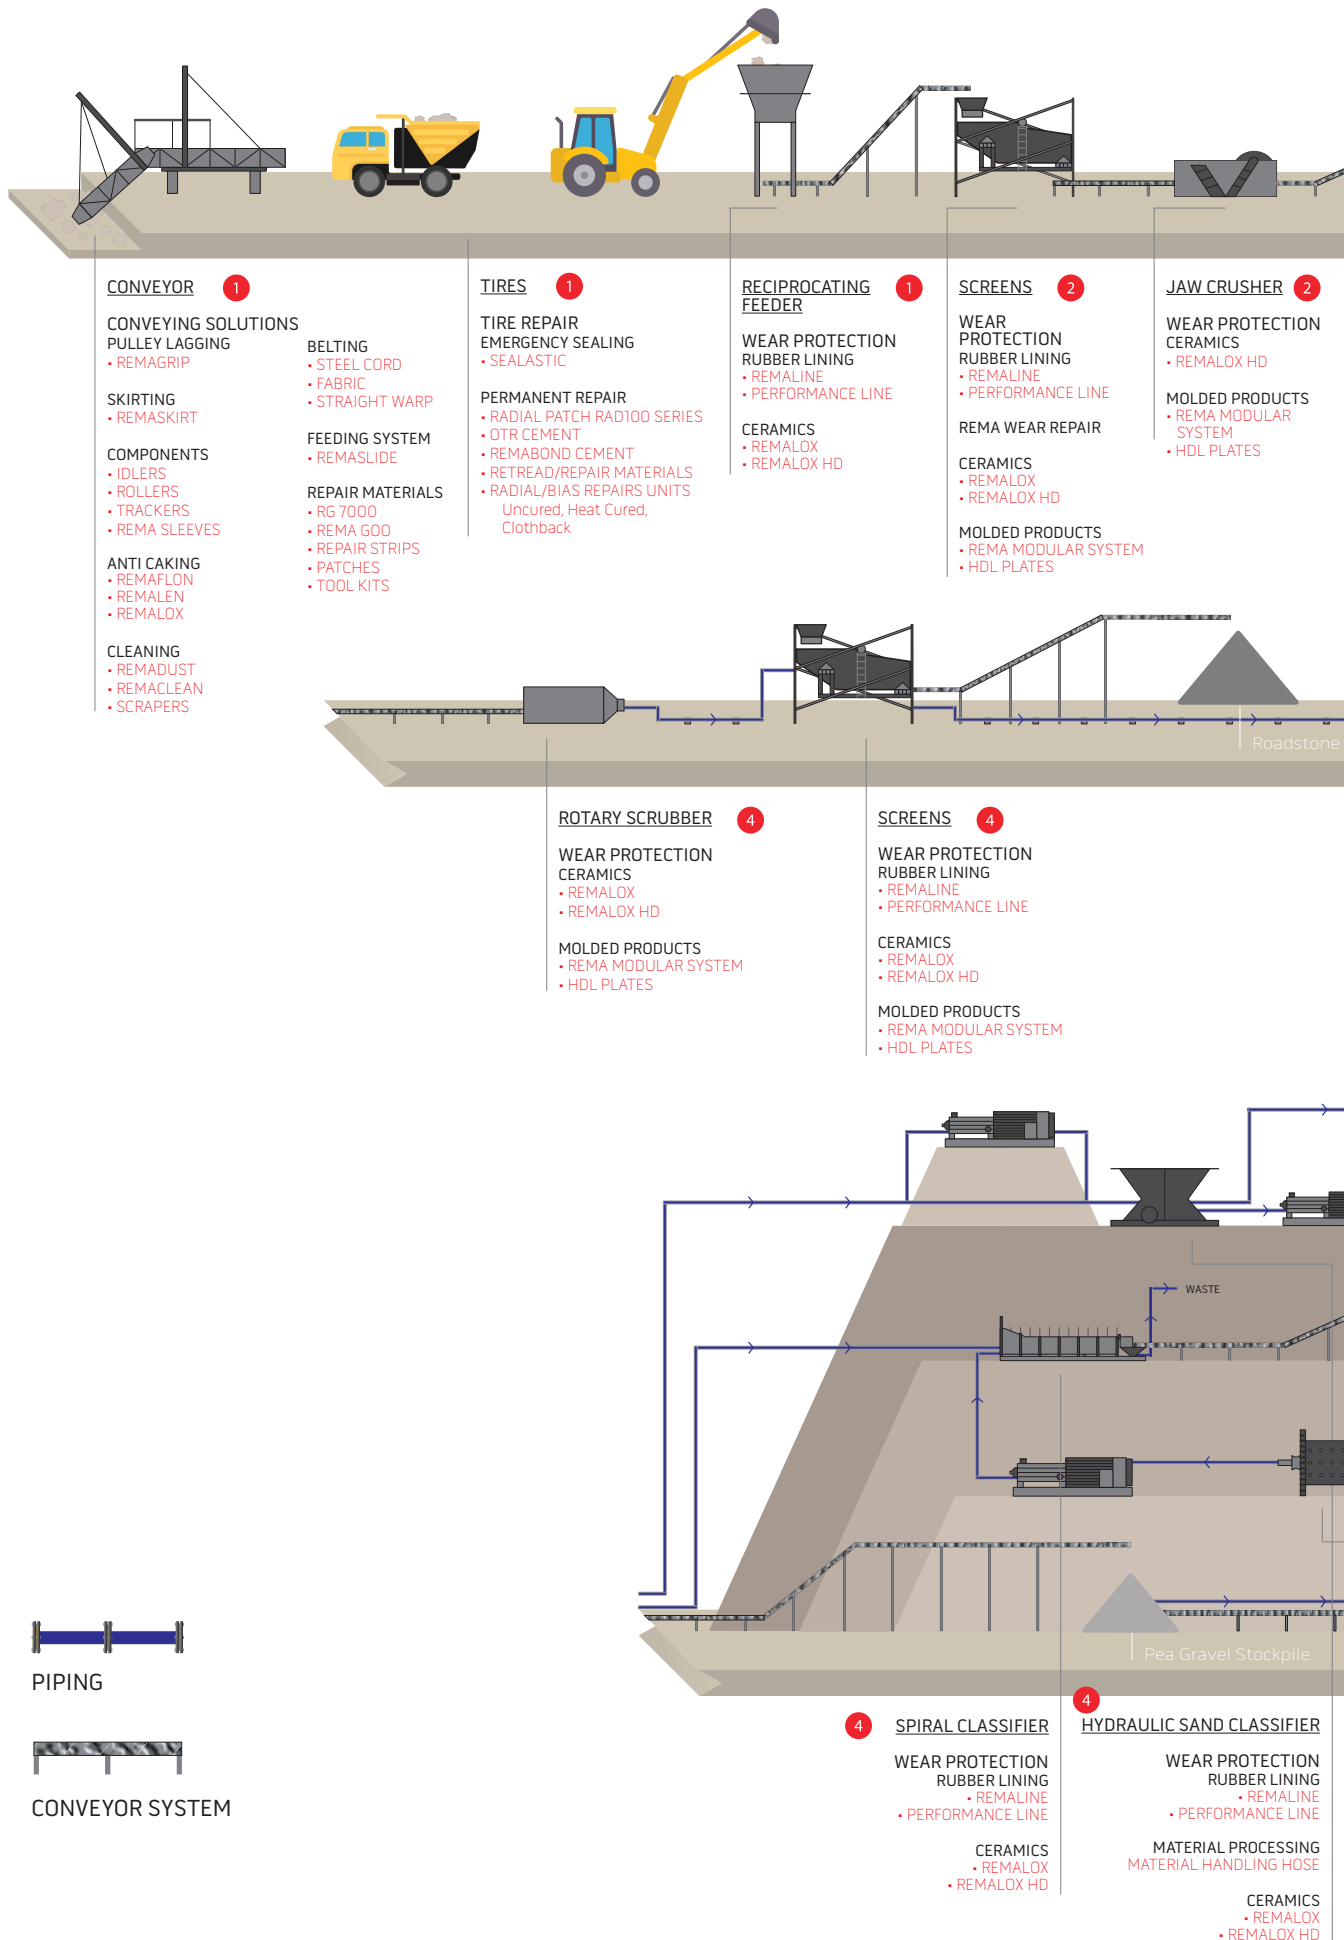 CONVEYOR 1
CONVEYING SOLUTIONS
PULLEY LAGGING
• REMAGRIP
SKIRTING
• REMASKIRT
COMPONENTS
• IDLERS
• ROLLERS
• TRACKERS
• REMA SLEEVES
ANTI CAKING
• REMAFLON
• REMALEN
• REMALOX
CLEANING
• REMADUST
• REMACLEAN
• SCRAPERS
BELTING
• STEEL CORD
• FABRIC
• STRAIGHT WARP
FEEDING SYSTEM
• REMASLIDE
REPAIR MATERIALS
• RG 7000
• REMA GOO
• REPAIR STRIPS
• PATCHES
• TOOL KITS
TIRES 1
TIRE REPAIR
EMERGENCY SEALING
• SEALASTIC
PERMANENT REPAIR
• RADIAL PATCH RAD100 SERIES
• OTR CEMENT
• REMABOND CEMENT
• RETREAD/REPAIR MATERIALS
• RADIAL/BIAS REPAIRS UNITS
Uncured, Heat Cured,
Clothback
RECIPROCATING 1
FEEDER
WEAR PROTECTION
RUBBER LINING
• REMALINE
• PERFORMANCE LINE
CERAMICS
• REMALOX
• REMALOX HD
SCREENS 2
WEAR
PROTECTION
RUBBER LINING
• REMALINE
• PERFORMANCE LINE
REMA WEAR REPAIR
CERAMICS
• REMALOX
• REMALOX HD
MOLDED PRODUCTS
• REMA MODULAR SYSTEM
• HDL PLATES
JAW CRUSHER 2
WEAR PROTECTION
CERAMICS
• REMALOX HD
MOLDED PRODUCTS
• REMA MODULAR
SYSTEM
• HDL PLATES
Roadstone
ROTARY SCRUBBER 4
WEAR PROTECTION
CERAMICS
• REMALOX
• REMALOX HD
MOLDED PRODUCTS
• REMA MODULAR SYSTEM
• HDL PLATES
SCREENS 4
WEAR PROTECTION
RUBBER LINING
• REMALINE
• PERFORMANCE LINE
CERAMICS
• REMALOX
• REMALOX HD
MOLDED PRODUCTS
• REMA MODULAR SYSTEM
• HDL PLATES
WASTE
Pea Gravel Stockpile
PIPING
CONVEYOR SYSTEM
4 SPIRAL CLASSIFIER
WEAR PROTECTION
RUBBER LINING
• REMALINE
• PERFORMANCE LINE
CERAMICS
• REMALOX
• REMALOX HD
4
HYDRAULIC SAND CLASSIFIER
WEAR PROTECTION
RUBBER LINING
• REMALINE
• PERFORMANCE LINE
MATERIAL PROCESSING
MATERIAL HANDLING HOSE
CERAMICS
• REMALOX
• REMALOX HD